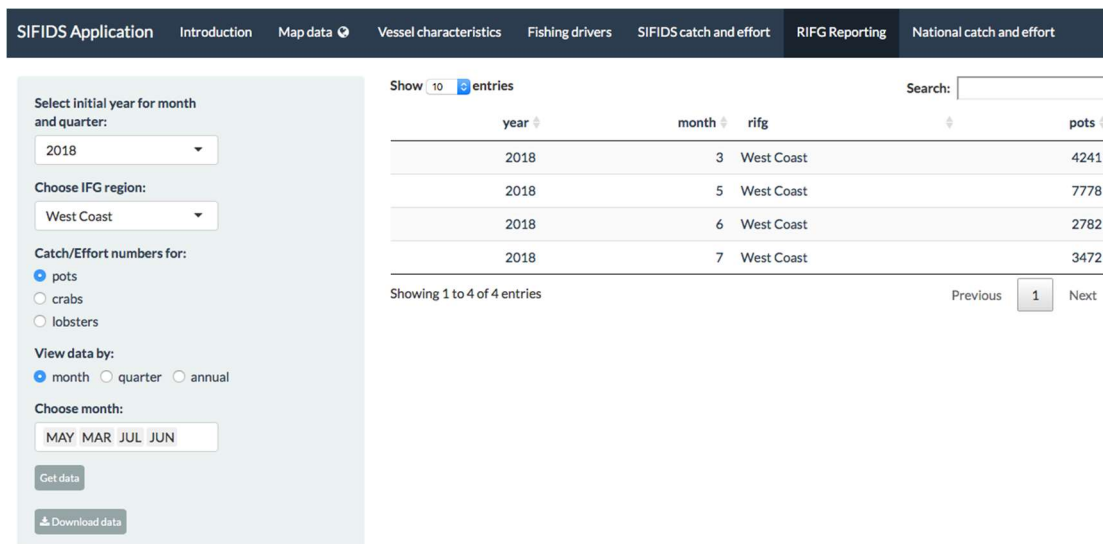 SIFIDS Application Introduction Map data Vessel characteristics Fishing drivers SIFIDS catch and effort RIFG Reporting National catch and effort
Select initial year for month
and quarter:
2018
Choose IFG region:
West Coast
Catch/Effort numbers for:
pots
crabs
lobsters
View data by:
month quarter annual
Choose month:
MAY MAR JUL JUN
Get data
Download data
Show 10 entries
Search:
year month rifg pots
2018 3 West Coast 4241
2018 5 West Coast 7778
2018 6 West Coast 2782
2018 7 West Coast 3472
Showing 1 to 4 of 4 entries
Previous 1 Next